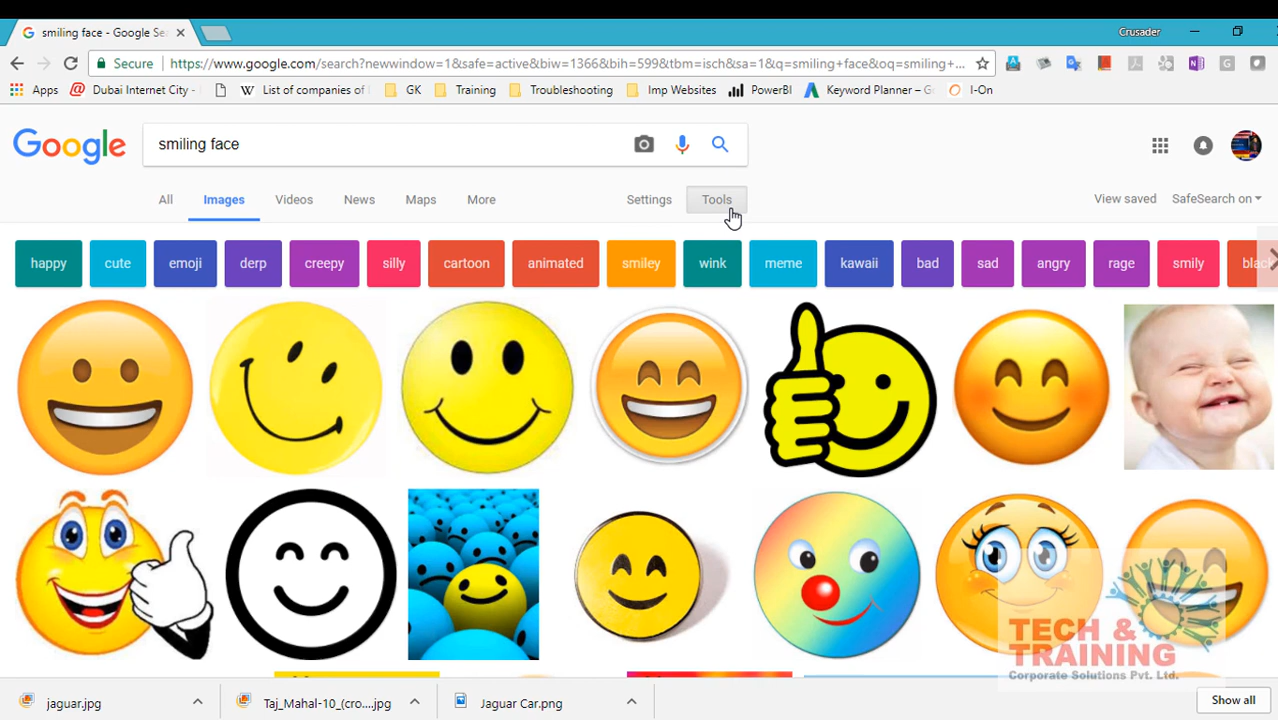 smiling face - Google Se
Crusader
Secure
https://www.google.com/search?newwindow=1&safe=active&biw=1366&bih=599&tbm=isch&sa=1&q=smiling+face&oq=smiling+...
Apps
Dubai Internet City -
List of companies of
GK
Training
Troubleshooting
Imp Websites
PowerBI
Keyword Planner – G
I-On
Google
smiling face
All
Images
Videos
News
Maps
More
Settings
Tools
View saved
SafeSearch on
happy
cute
emoji
derp
creepy
silly
cartoon
animated
smiley
wink
meme
kawaii
bad
sad
angry
rage
smily
black
TECH &
TRAINING
Corporate Solutions Pvt. Ltd.
jaguar.jpg
Taj_Mahal-10_(cro....jpg
Jaguar Car.png
Show all